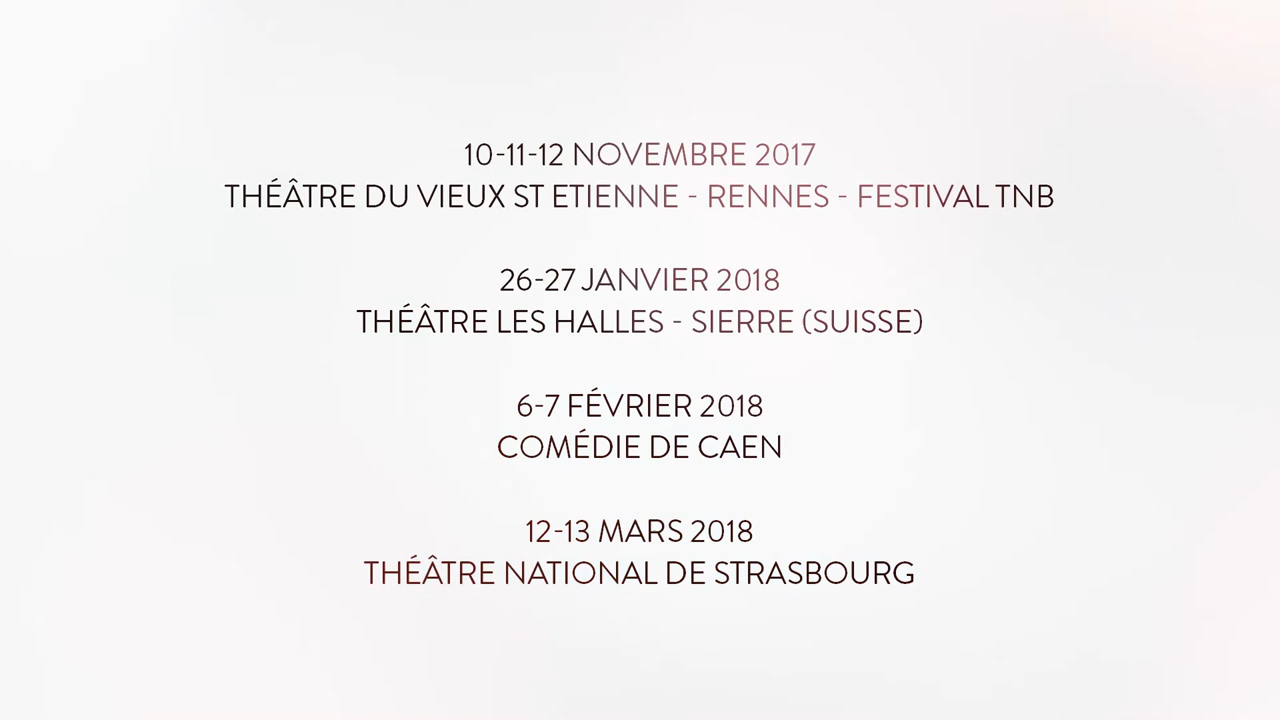 10-11-12 NOVEMBRE 2017
THÉÂTRE DU VIEUX ST ETIENNE - RENNES - FESTIVAL TNB
26-27 JANVIER 2018
THÉÂTRE LES HALLES - SIERRE (SUISSE)
6-7 FÉVRIER 2018
COMÉDIE DE CAEN
12-13 MARS 2018
THÉÂTRE NATIONAL DE STRASBOURG